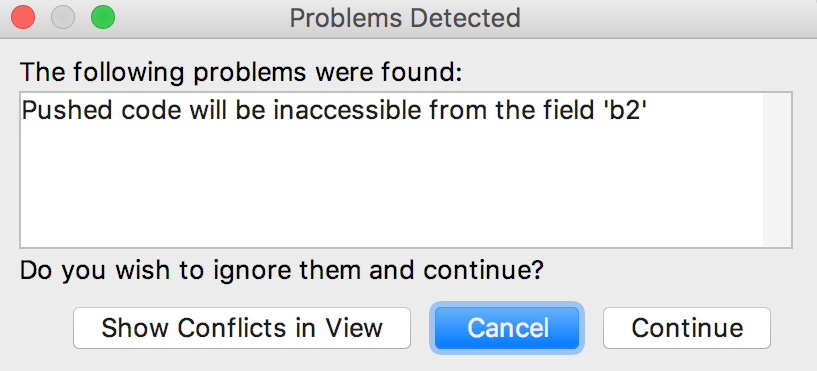 Problems Detected
The following problems were found:
Pushed code will be inaccessible from the field 'b2'
Do you wish to ignore them and continue?
Show Conflicts in View
Cancel
Continue